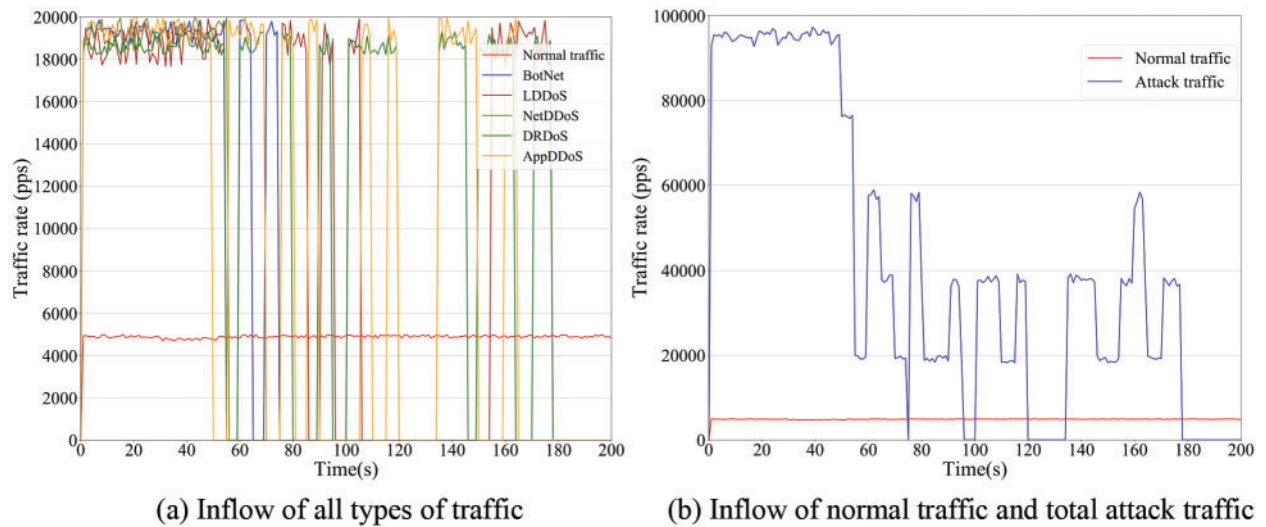 20000
18000
16000
14000
12000
10000
8000
6000
4000
2000
0
Traffic rate (pps)
Normal traffic
BotNet
LDDoS
NetDDoS
DRDoS
AppDDoS
0 20 40 60 80 100 120 140 160 180 200
Time(s)
(a) Inflow of all types of traffic
100000
80000
60000
40000
20000
0
Traffic rate (pps)
Normal traffic
Attack traffic
0 20 40 60 80 100 120 140 160 180 200
Time(s)
(b) Inflow of normal traffic and total attack traffic